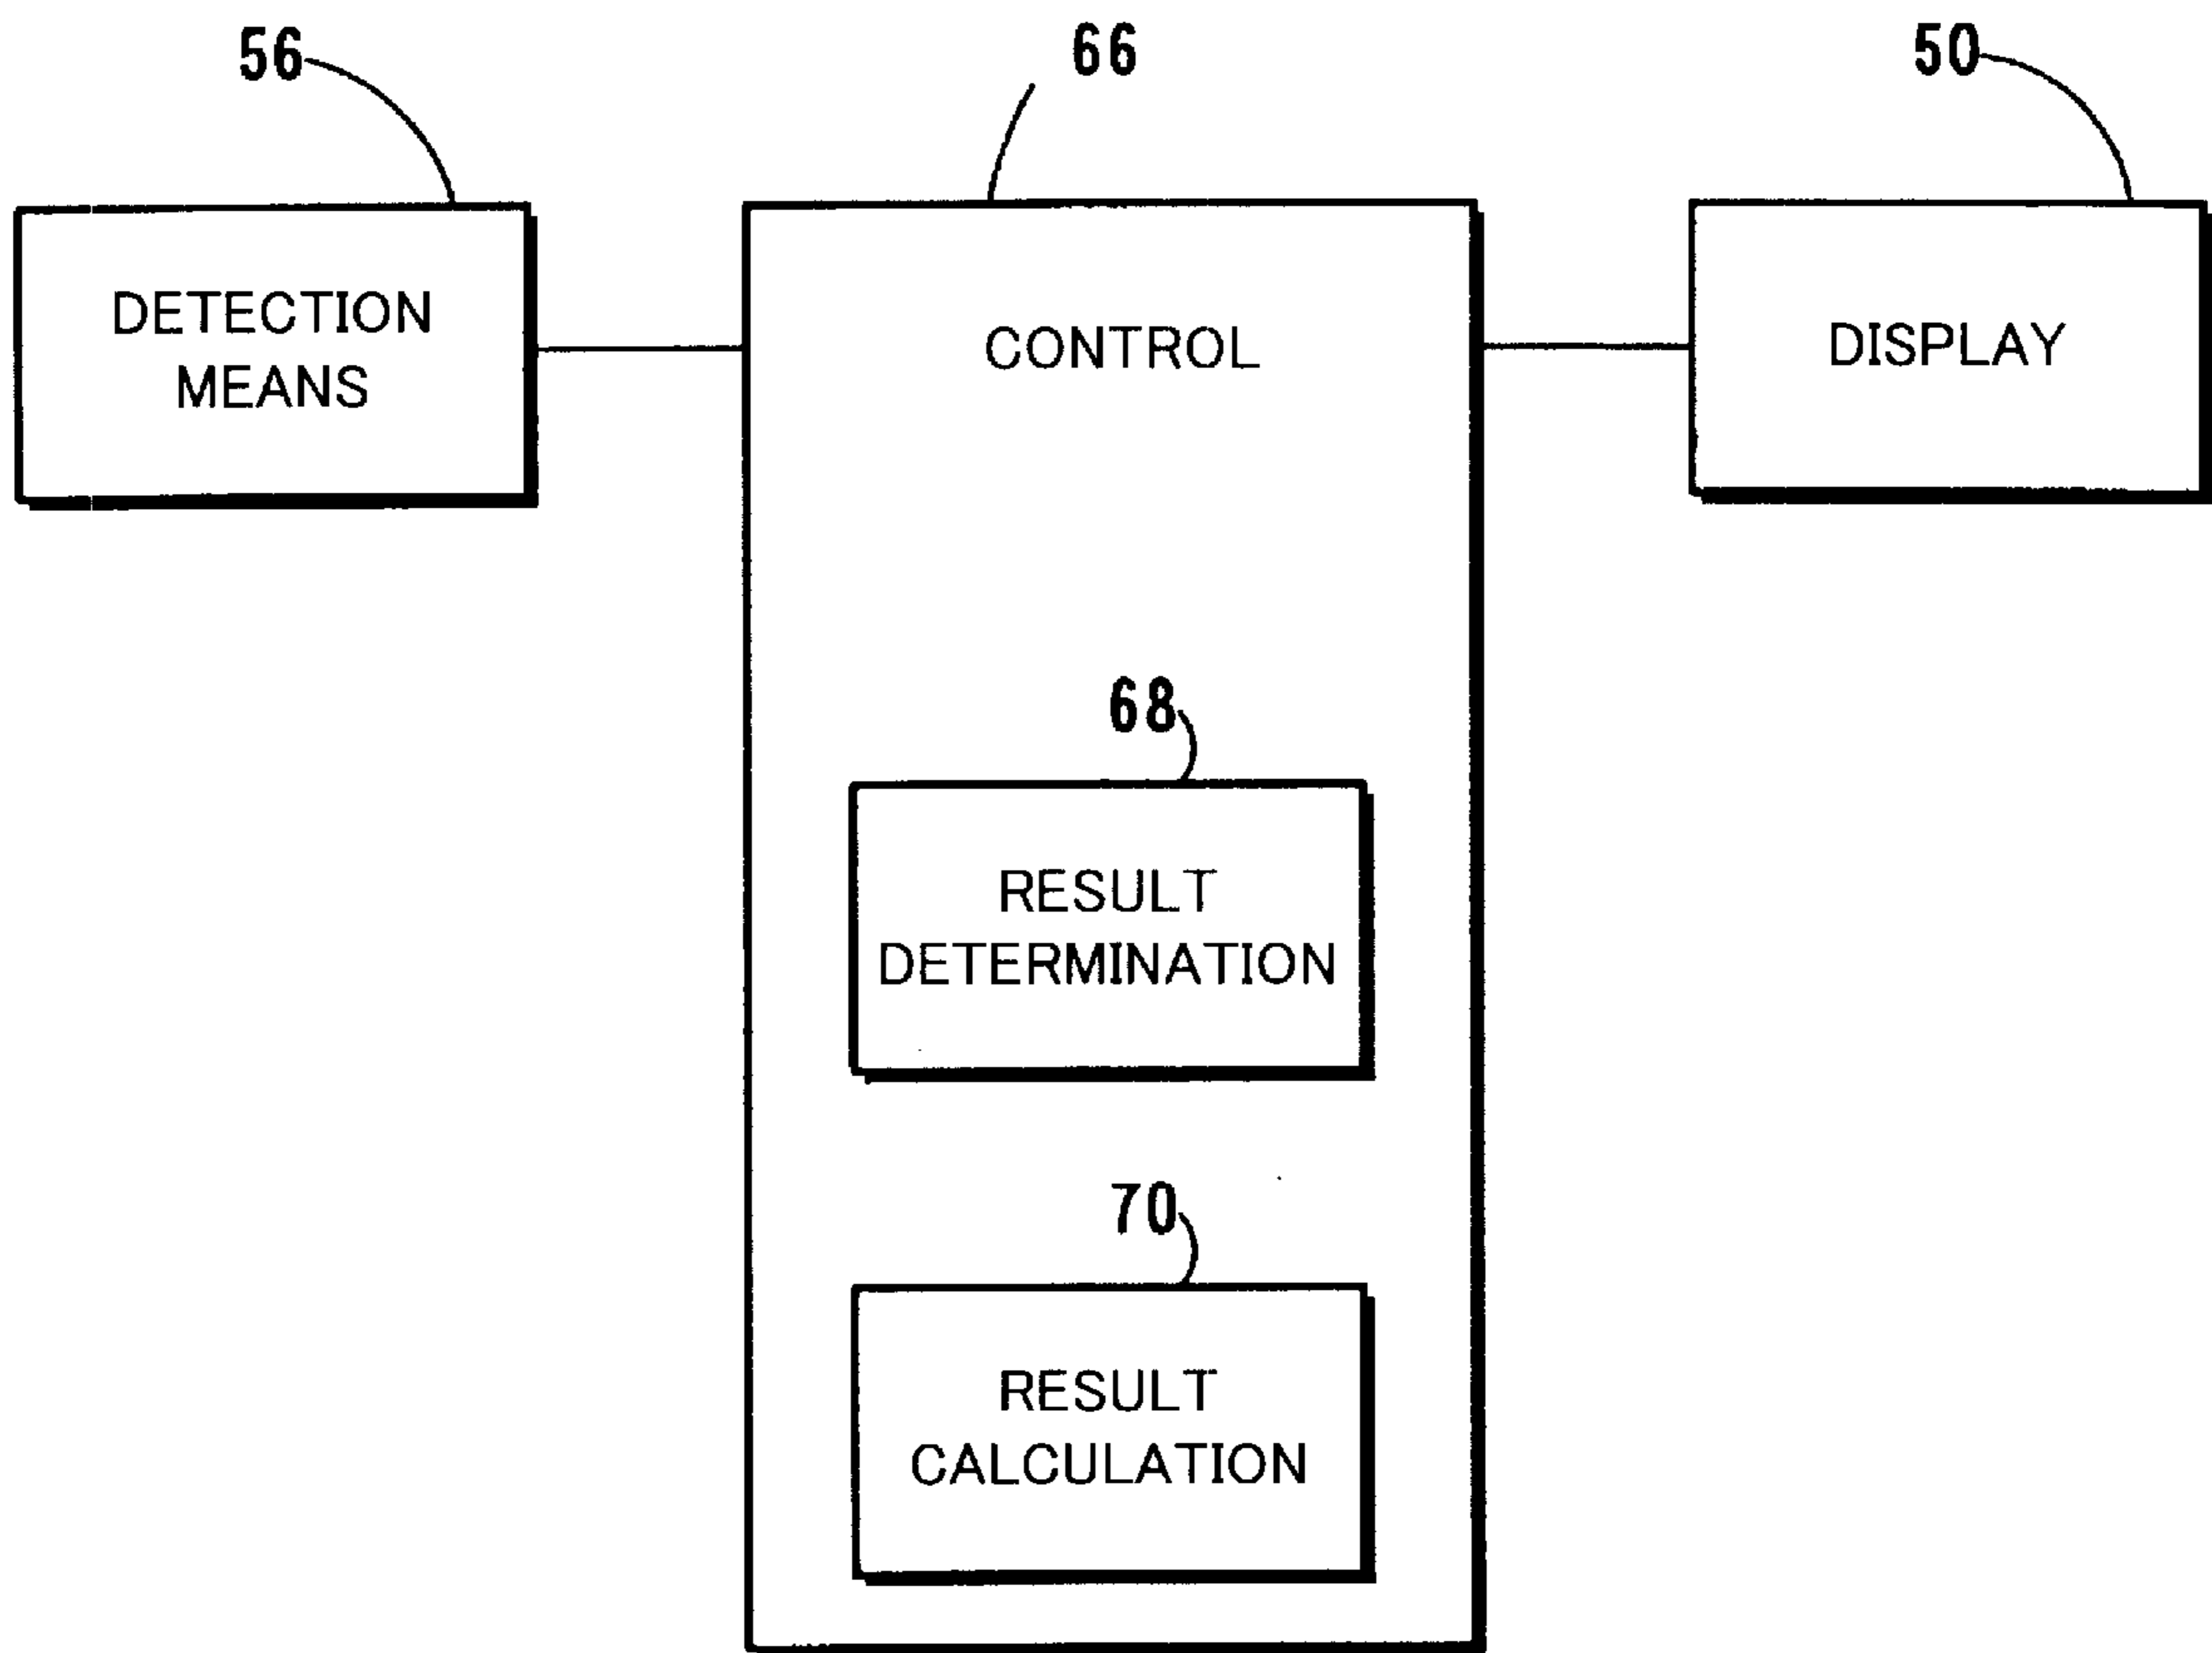 56
66
50
DETECTION
MEANS
CONTROL
DISPLAY
68
RESULT
DETERMINATION
70
RESULT
CALCULATION